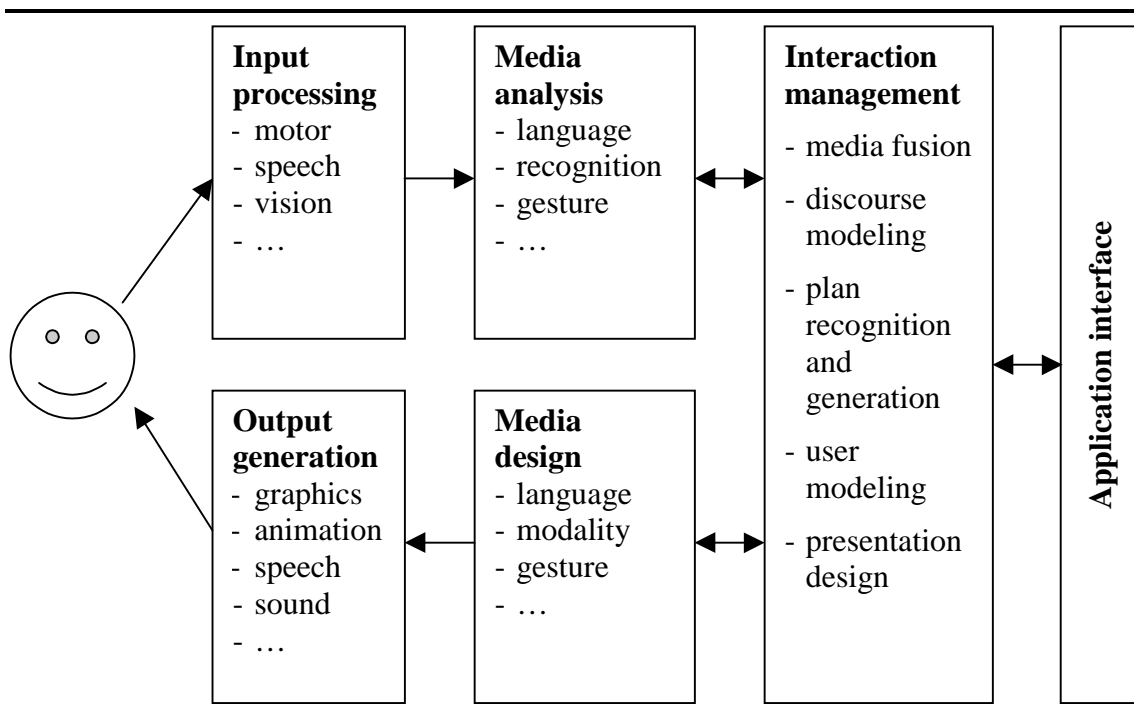 Input
processing
- motor
- speech
- vision
- …
Media
analysis
- language
- recognition
- gesture
- …
Interaction
management
- media fusion
- discourse
modeling
- plan
recognition
and
generation
- user
modeling
- presentation
design
Application interface
Output
generation
- graphics
- animation
- speech
- sound
- …
Media
design
- language
- modality
- gesture
- …